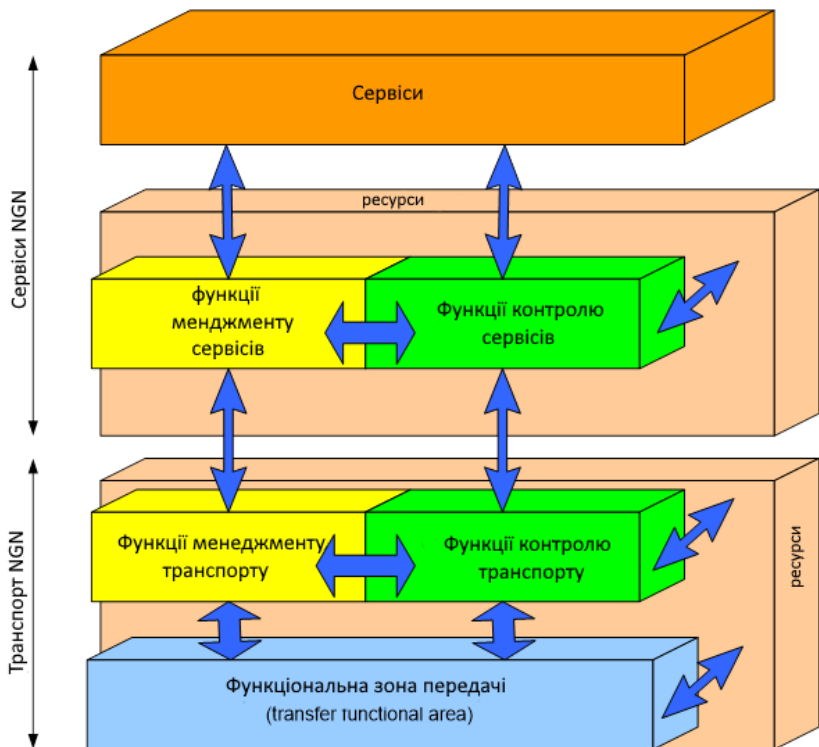 Сервіси
ресурси
Сервіси NGN
функції
менджменту
сервісів
Функції контролю
сервісів
Транспорт NGN
Функції менеджменту
транспорту
Функції контролю
транспорту
ресурси
Функціональна зона передачі
(transfer functional area)